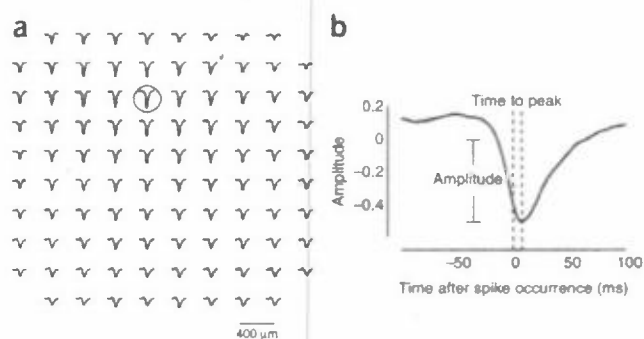 a
400 µm
b
0.2
0
−0.2
−0.4
Amplitude
Time to peak
Amplitude
−50
0
50
100
Time after spike occurrence (ms)